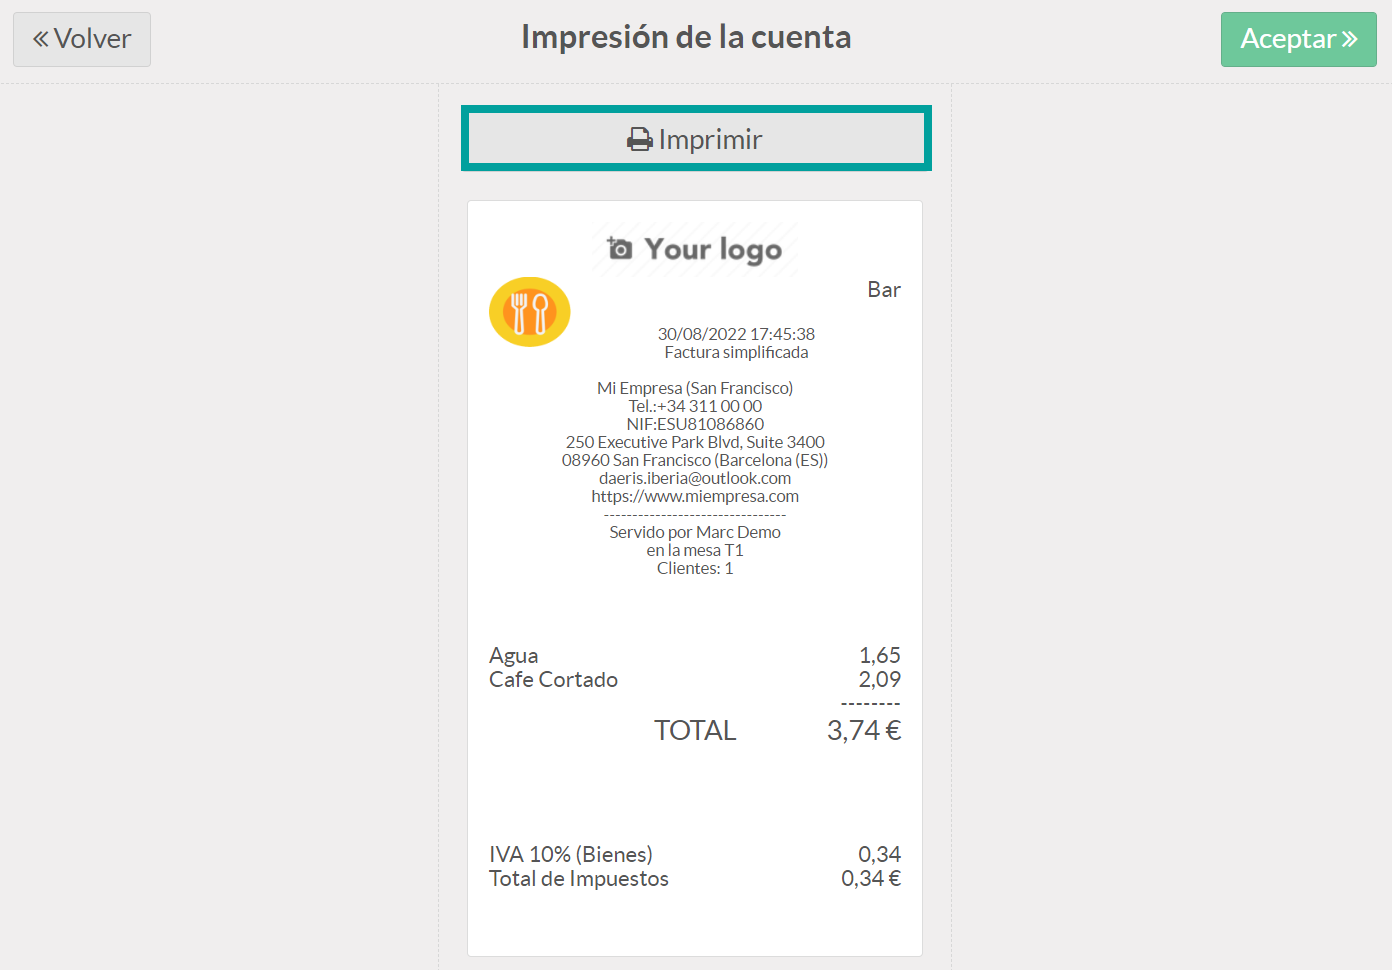 Volver
Impresión de la cuenta
Aceptar
Imprimir
Your logo
Bar
30/08/2022 17:45:38
Factura simplificada
Mi Empresa (San Francisco)
Tel.:+34 311 00 00
NIF:ESU81086860
250 Executive Park Blvd, Suite 3400
08960 San Francisco (Barcelona (ES))
daeris.iberia@outlook.com
https://www.miempresa.com
--------------------------------
Servido por Marc Demo
en la mesa T1
Clientes: 1
Agua 1,65
Cafe Cortado 2,09
--------
TOTAL 3,74 €
IVA 10% (Bienes) 0,34
Total de Impuestos 0,34 €